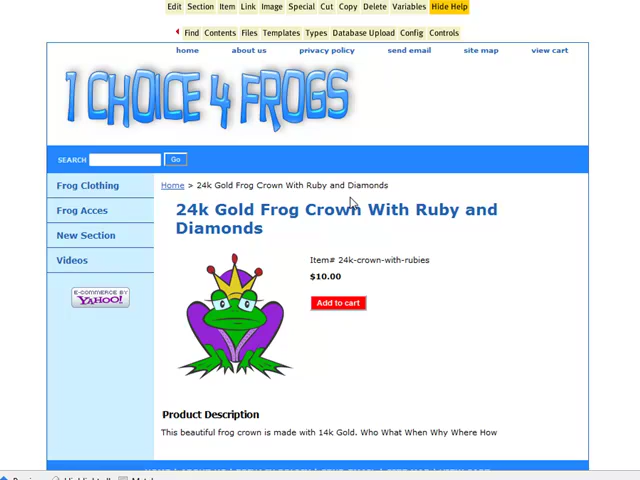 Edit Section Item Link Image Special Cut Copy Delete Variables Hide Help
Find Contents Files Templates Types Database Upload Config Controls
home about us privacy policy send email site map view cart
1 CHOICE 4 FROGS
SEARCH Go
Frog Clothing
Frog Acces
New Section
Videos
E-COMMERCE BY
YAHOO!
Home > 24k Gold Frog Crown With Ruby and Diamonds
24k Gold Frog Crown With Ruby and
Diamonds
Item# 24k-crown-with-rubies
$10.00
Add to cart
Product Description
This beautiful frog crown is made with 14k Gold. Who What When Why Where How